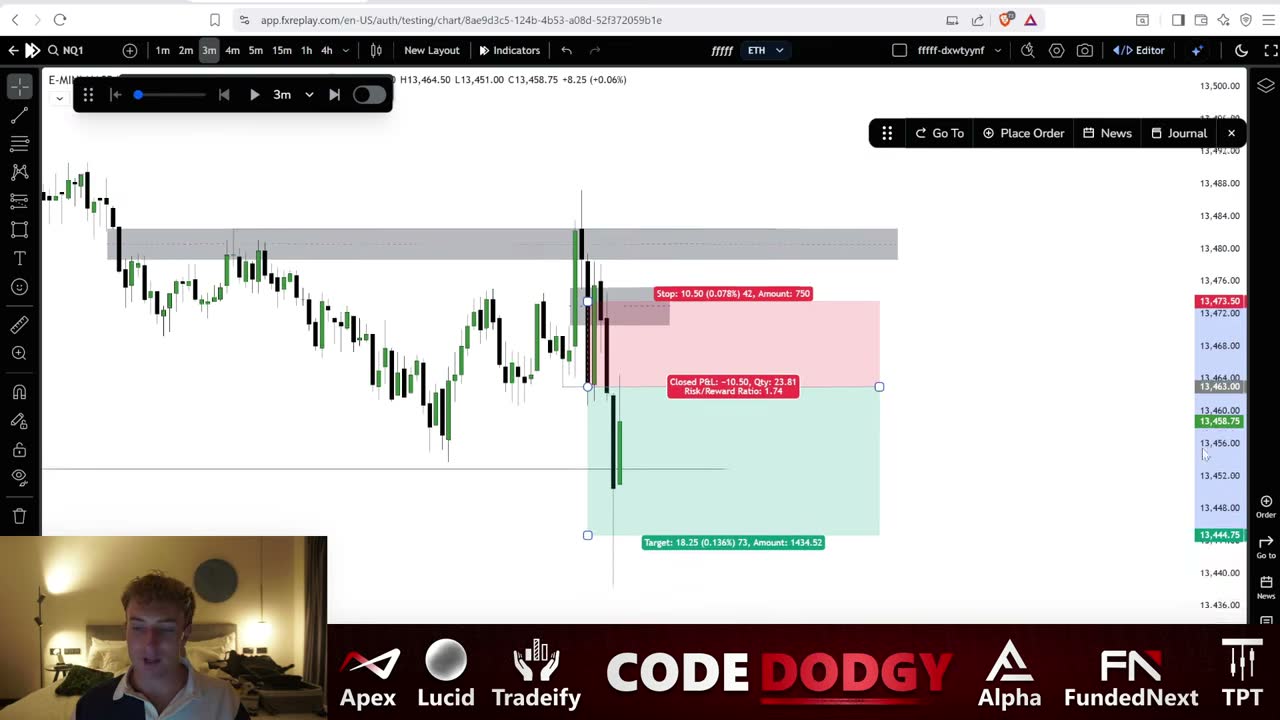 app.fxreplay.com/en-US/auth/testing/chart/8ae9d3c5-124b-4b53-a08d-52f372059b1e
NQ1 1m 2m 3m 4m 5m 15m 1h 4h New Layout Indicators fffff ETH fffff-dxwtyynf Editor
E-MINI H13,464.50 L13,451.00 C13,458.75 +8.25 (+0.06%)
3m
Go To Place Order News Journal
13,500.00
13,488.00
13,484.00
13,480.00
13,476.00
Stop: 10.50 (0.078%) 42, Amount: 750
13,473.50
13,472.00
13,468.00
13,464.00
Closed P&L: −10.50, Qty: 23.81
Risk/Reward Ratio: 1.74
13,463.00
13,460.00
13,458.75
13,456.00
13,452.00
13,448.00
Order
Target: 18.25 (0.136%) 73, Amount: 1434.52
13,444.75
Go to
13,440.00
News
13,436.00
CODE DODGY
Apex Lucid Tradeify Alpha FundedNext TPT